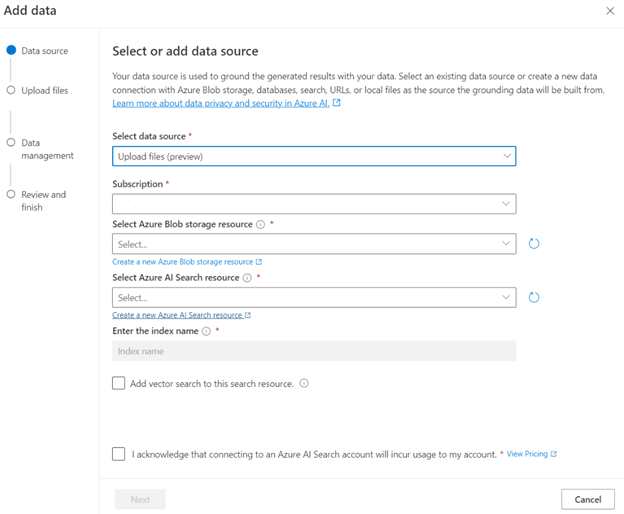 Add data
Data source
Upload files
Data
management
Review and
finish
Select or add data source
Your data source is used to ground the generated results with your data. Select an existing data source or create a new data
connection with Azure Blob storage, databases, search, URLs, or local files as the source the grounding data will be built from.
Learn more about data privacy and security in Azure AI.
Select data source *
Upload files (preview)
Subscription *
Select Azure Blob storage resource *
Select...
Create a new Azure Blob storage resource
Select Azure AI Search resource *
Select...
Create a new Azure AI Search resource
Enter the index name *
Index name
Add vector search to this search resource.
I acknowledge that connecting to an Azure AI Search account will incur usage to my account. * View Pricing
Next
Cancel